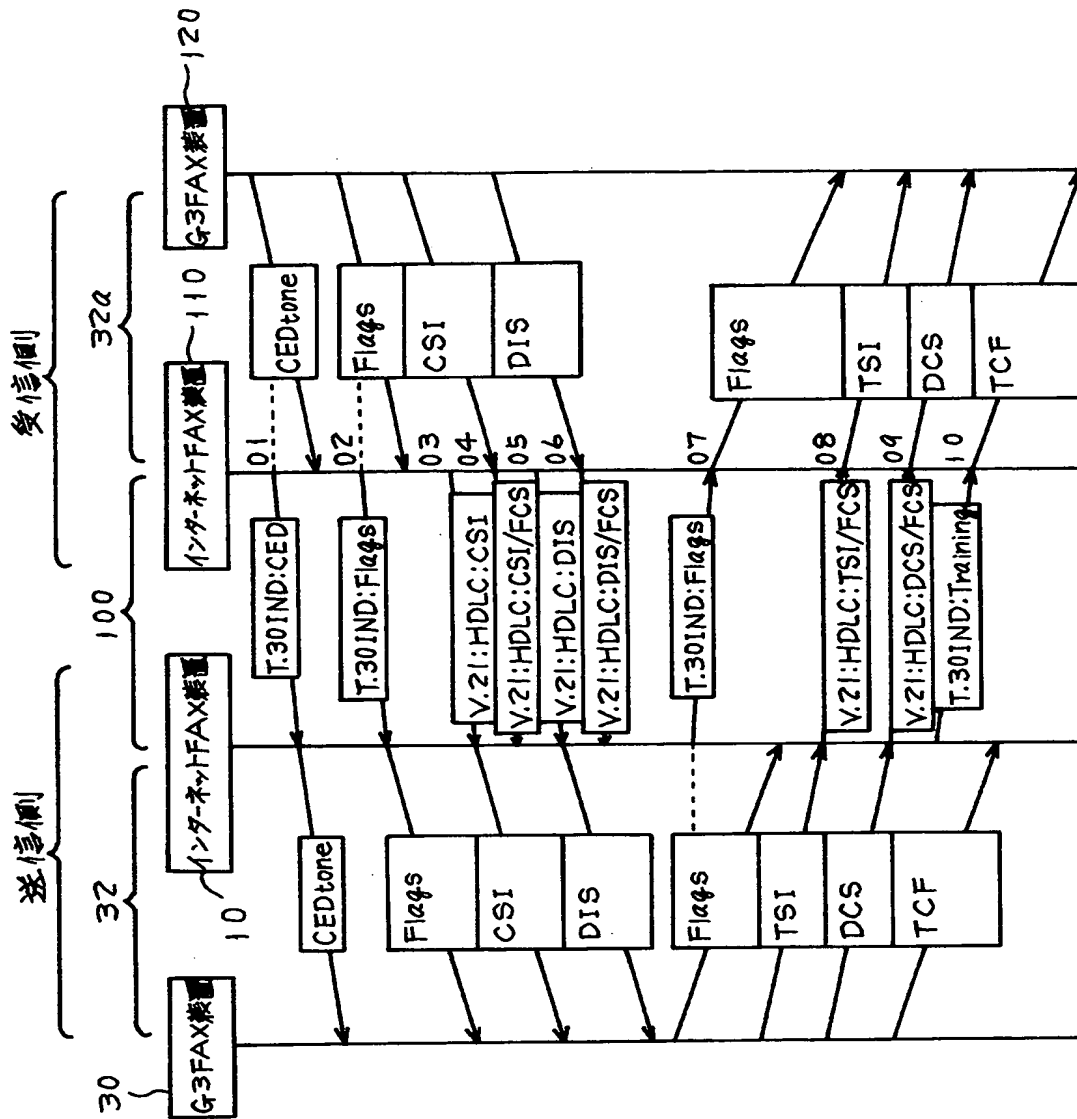 送信側
受信側
32
100
32a
30
G3FAX装置
10
インターネットFAX装置
インターネットFAX装置
110
G3FAX装置
120
01
T.30IND:CED
CEDtone
CEDtone
02
T.30IND:Flags
Flags
CSI
DIS
Flags
CSI
DIS
03
04
V.21:HDLC:CSI
05
V.21:HDLC:CSI/FCS
06
V.21:HDLC:DIS
V.21:HDLC:DIS/FCS
07
T.30IND:Flags
Flags
TSI
DCS
TCF
Flags
TSI
DCS
TCF
08
V.21:HDLC:TSI/FCS
09
V.21:HDLC:DCS/FCS
10
T.30IND:Training